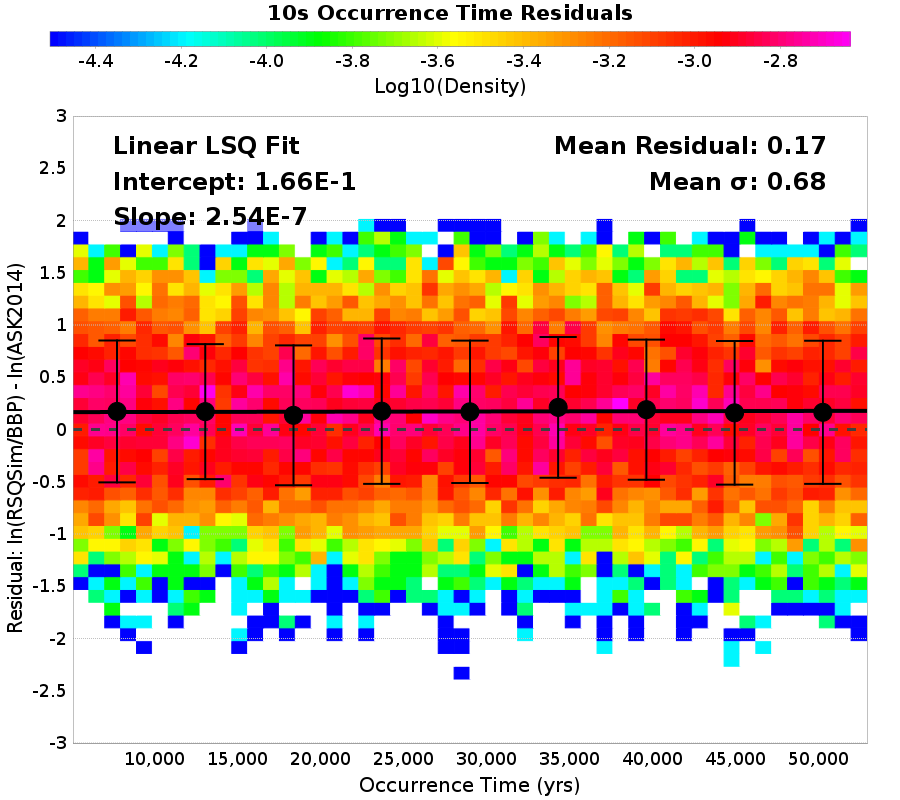 10s Occurrence Time Residuals
-4.4 -4.2 -4.0 -3.8 -3.6 -3.4 -3.2 -3.0 -2.8
Log10(Density)
Linear LSQ Fit
Intercept: 1.66E-1
Slope: 2.54E-7
Mean Residual: 0.17
Mean σ: 0.68
Residual: ln(RSQSim/BBP) - ln(ASK2014)
3
2.5
2
1.5
1
0.5
0
-0.5
-1
-1.5
-2
-2.5
-3
10,000 15,000 20,000 25,000 30,000 35,000 40,000 45,000 50,000
Occurrence Time (yrs)